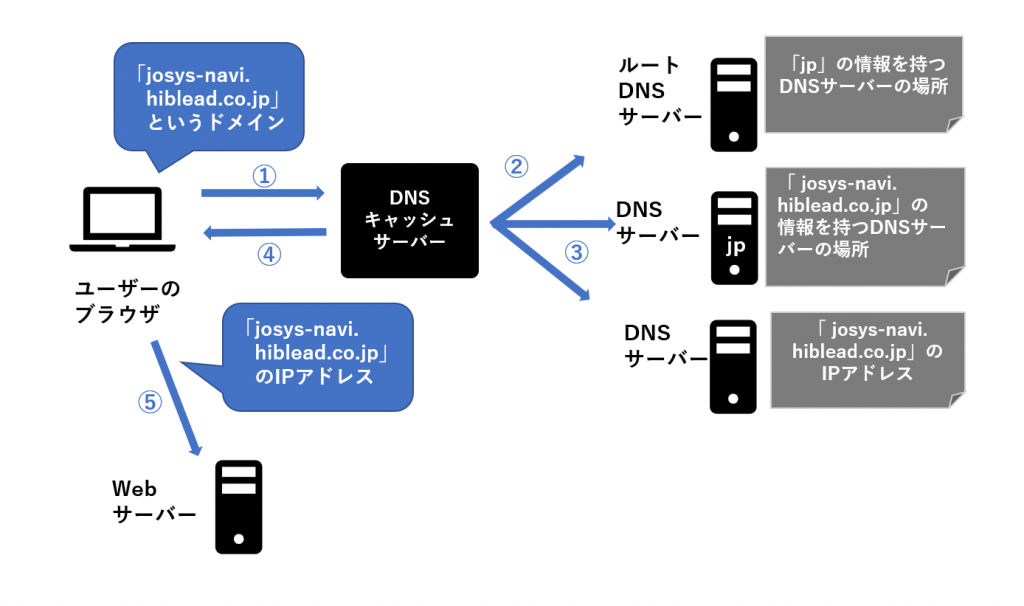 「josys-navi.
hiblead.co.jp」
というドメイン
①
④
DNS
キャッシュ
サーバー
②
③
ルート
DNS
サーバー
「jp」の情報を持つ
DNSサーバーの場所
DNS
サーバー
jp
「 josys-navi.
hiblead.co.jp」の
情報を持つDNSサー
バーの場所
DNS
サーバー
「 josys-navi.
hiblead.co.jp」の
IPアドレス
ユーザーの
ブラウザ
「josys-navi.
hiblead.co.jp」
のIPアドレス
⑤
Web
サーバー